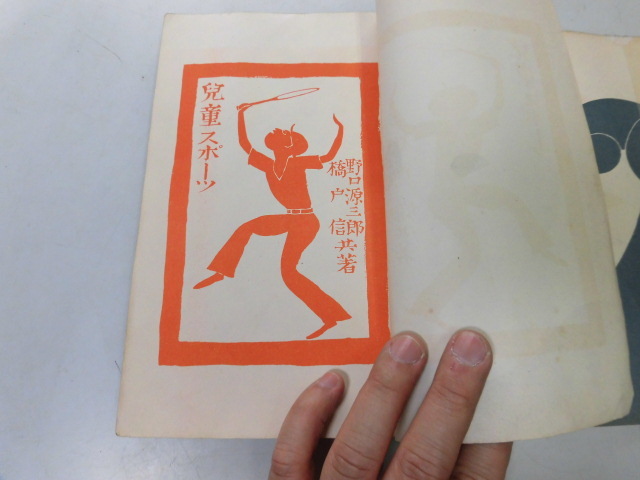 兒童スポーツ
野口源三郎
橋戸信
共著